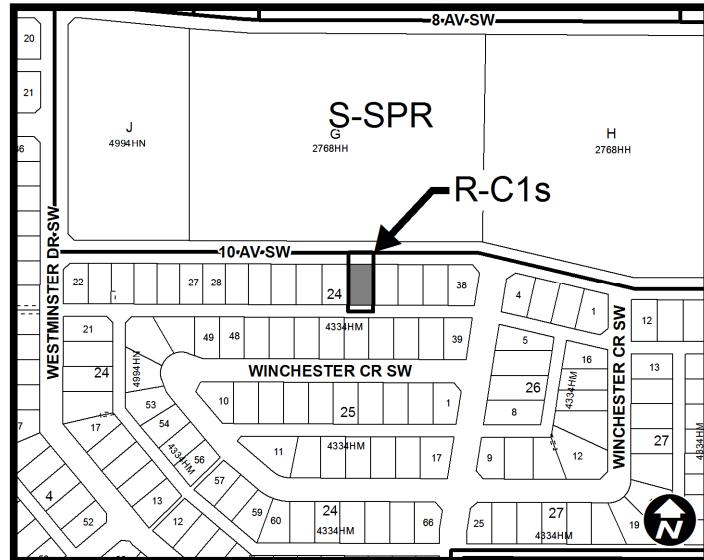 8 AV SW
20
21
J
4994HN
S-SPR
G
2768HH
H
2768HH
R-C1s
WESTMINSTER DR SW
10 AV SW
22
27
28
24
38
4
1
12
21
24
4994HN
49
48
4334HM
39
5
16
13
WINCHESTER CR SW
WINCHESTER CR SW
4334HM
26
10
25
1
8
53
54
4334HM
56
17
11
4334HM
17
9
12
27
4334HM
57
4
13
12
52
59
60
24
4334HM
66
25
27
4334HM
19
N